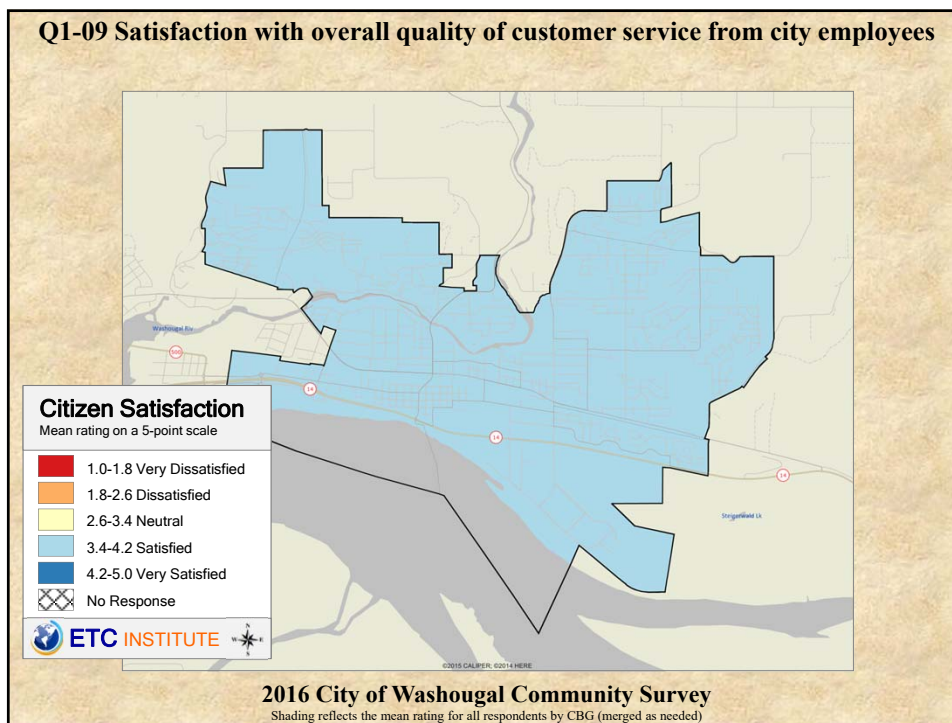 Q1-09 Satisfaction with overall quality of customer service from city employees
Washougal Riv
500
14
14
14
Steigerwald Lk
Citizen Satisfaction
Mean rating on a 5-point scale
1.0-1.8 Very Dissatisfied
1.8-2.6 Dissatisfied
2.6-3.4 Neutral
3.4-4.2 Satisfied
4.2-5.0 Very Satisfied
No Response
ETC INSTITUTE
N
W E
S
©2015 CALIPER; ©2014 HERE
2016 City of Washougal Community Survey
Shading reflects the mean rating for all respondents by CBG (merged as needed)